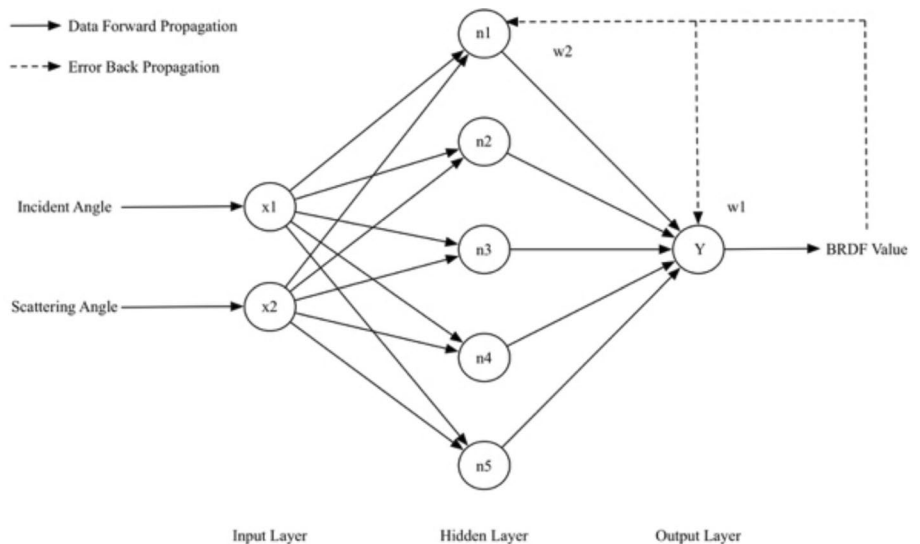 Data Forward Propagation
Error Back Propagation
n1
w2
n2
Incident Angle
x1
w1
n3
Y
BRDF Value
Scattering Angle
x2
n4
n5
Input Layer
Hidden Layer
Output Layer